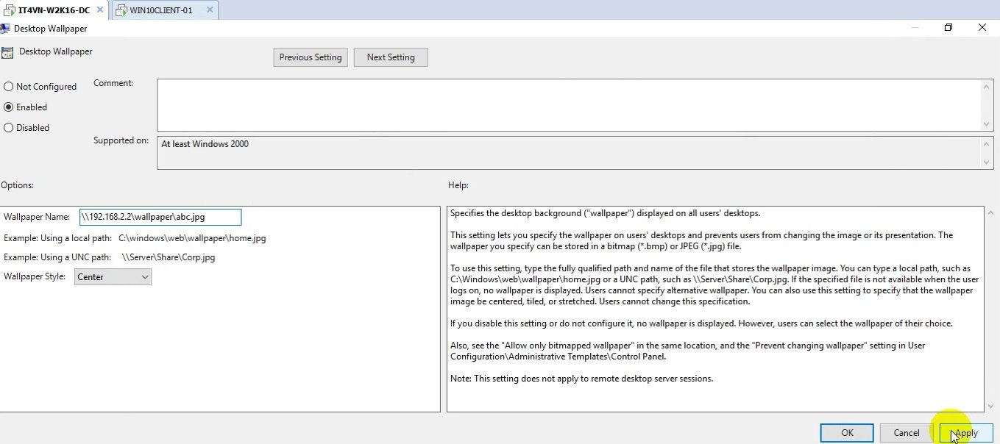 IT4VN-W2K16-DC
WIN10CLIENT-01
Desktop Wallpaper
Desktop Wallpaper
Previous Setting
Next Setting
Not Configured
Enabled
Disabled
Comment:
Supported on:
At least Windows 2000
Options:
Help:
Wallpaper Name: \\192.168.2.2\wallpaper\abc.jpg
Example: Using a local path: C:\windows\web\wallpaper\home.jpg
Example: Using a UNC path: \\Server\Share\Corp.jpg
Wallpaper Style: Center
Specifies the desktop background ("wallpaper") displayed on all users' desktops.
This setting lets you specify the wallpaper on users' desktops and prevents users from changing the image or its presentation. The
wallpaper you specify can be stored in a bitmap (*.bmp) or JPEG (*.jpg) file.
To use this setting, type the fully qualified path and name of the file that stores the wallpaper image. You can type a local path, such as
C:\Windows\web\wallpaper\home.jpg or a UNC path, such as \\Server\Share\Corp.jpg. If the specified file is not available when the user
logs on, no wallpaper is displayed. Users cannot specify alternative wallpaper. You can also use this setting to specify that the wallpaper
image be centered, tiled, or stretched. Users cannot change this specification.
If you disable this setting or do not configure it, no wallpaper is displayed. However, users can select the wallpaper of their choice.
Also, see the "Allow only bitmapped wallpaper" in the same location, and the "Prevent changing wallpaper" setting in User
Configuration\Administrative Templates\Control Panel.
Note: This setting does not apply to remote desktop server sessions.
OK
Cancel
Apply